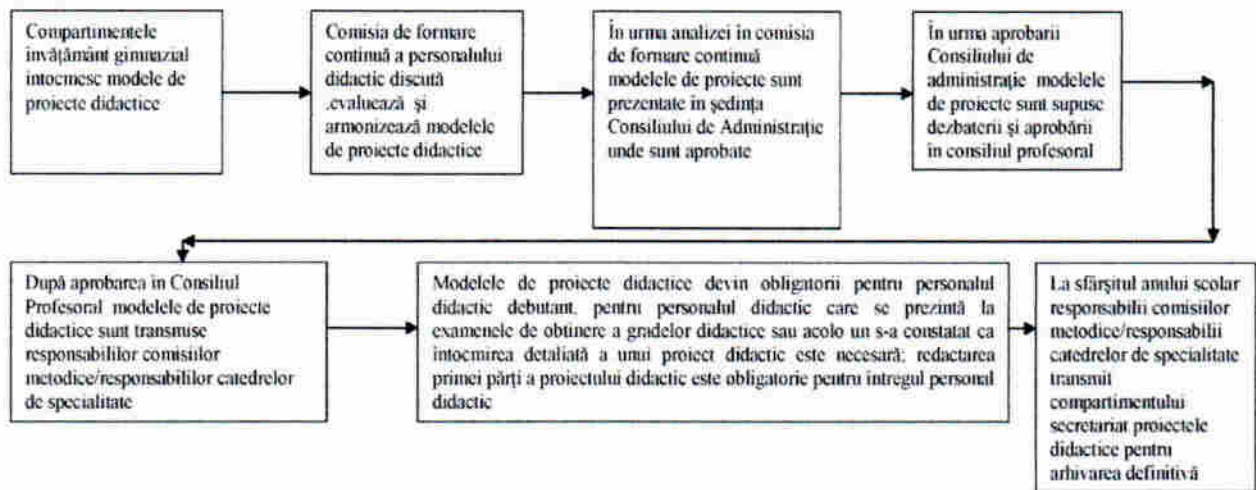 Compartimentele
învățământ gimnazial
intocmesc modele de
proiecte didactice
Comisia de formare
continuă a personalului
didactic discută
.evaluează și
armonizează modelele
de proiecte didactice
În urma analizei în comisia
de formare continuă
modelele de proiecte sunt
prezentate în ședința
Consiliului de Administrație
unde sunt aprobate
În urma aprobarii
Consiliului de
administrație modelele
de proiecte sunt supuse
dezbaterii și aprobării
în consiliul profesoral
După aprobarea în Consiliul
Profesoral modelele de proiecte
didactice sunt transmise
responsabililor comisiilor
metodice/responsabililor catedrelor
de specialitate
Modelele de proiecte didactice devin obligatorii pentru personalul
didactic debutant, pentru personalul didactic care se prezintă la
examenele de obtinere a gradelor didactice sau acolo un s-a constatat ca
întocmirea detaliată a unui proiect didactic este necesară; redactarea
primei părți a proiectului didactic este obligatorie pentru intregul personal
didactic
La sfârșitul anului scolar
responsabilii comisiilor
metodice/responsabilii
catedrelor de specialitate
transmit
compartimentului
secretariat proiectele
didactice pentru
arhivarea definitivă